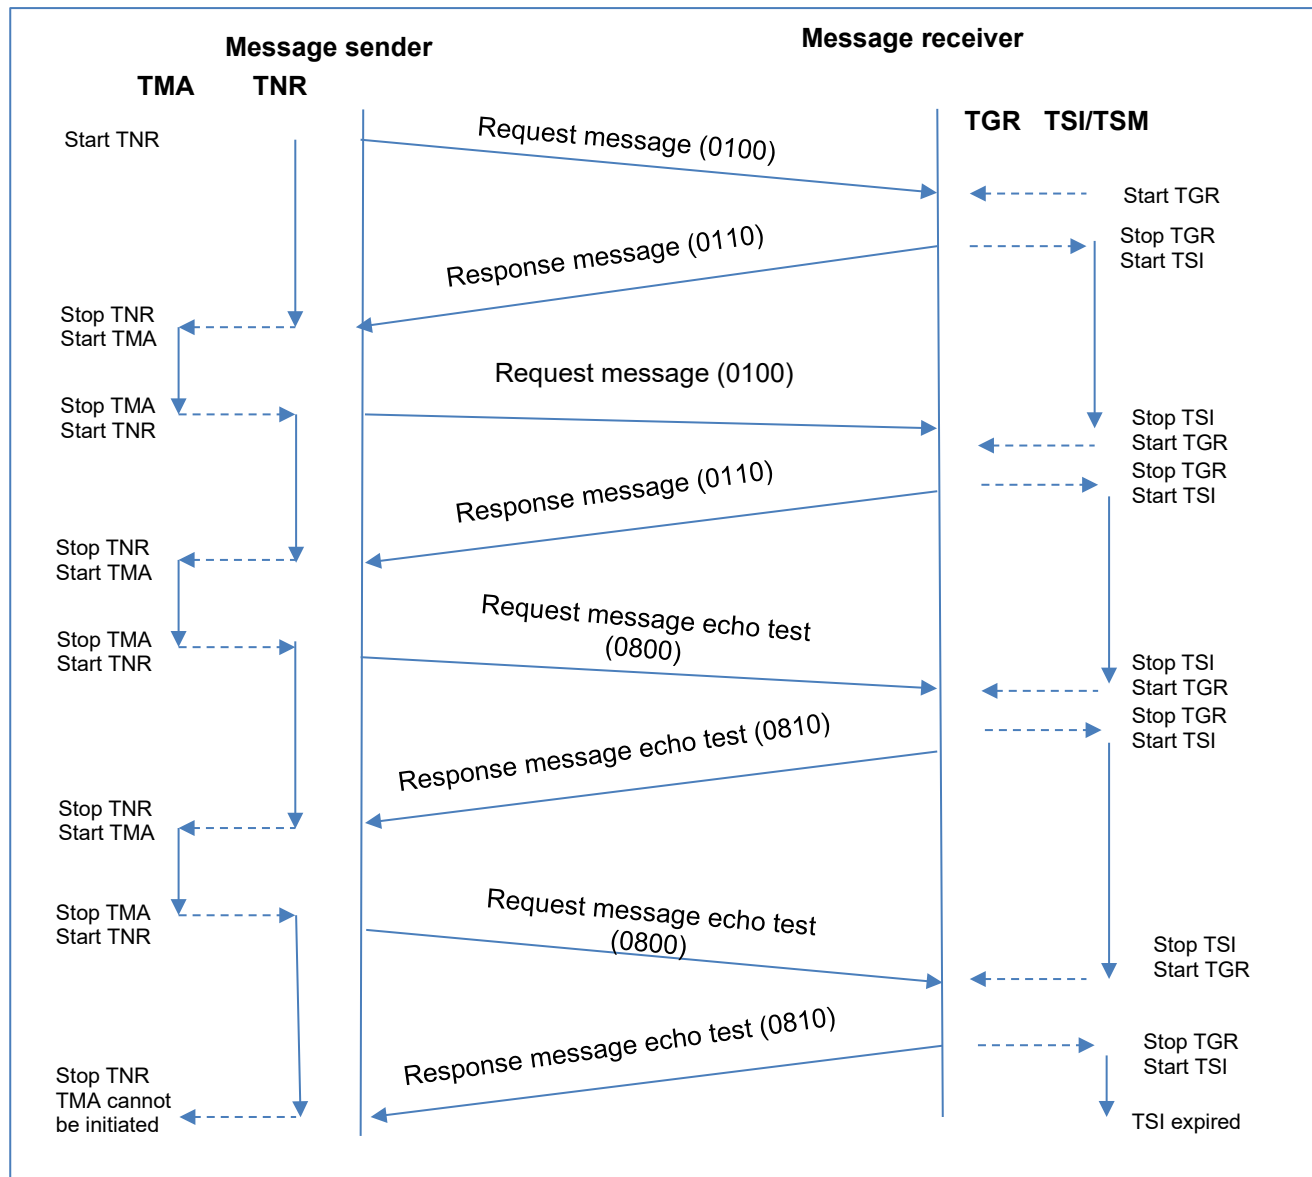 Message sender
Message receiver
TMA TNR
TGR TSI/TSM
Start TNR
Request message (0100)
Start TGR
Response message (0110)
Stop TGR
Start TSI
Stop TNR
Start TMA
Request message (0100)
Stop TMA
Start TNR
Stop TSI
Start TGR
Response message (0110)
Stop TGR
Start TSI
Stop TNR
Start TMA
Request message echo test
(0800)
Stop TMA
Start TNR
Stop TSI
Start TGR
Response message echo test (0810)
Stop TGR
Start TSI
Stop TNR
Start TMA
Request message echo test
(0800)
Stop TMA
Start TNR
Stop TSI
Start TGR
Response message echo test (0810)
Stop TGR
Start TSI
Stop TNR
TMA cannot
be initiated
TSI expired